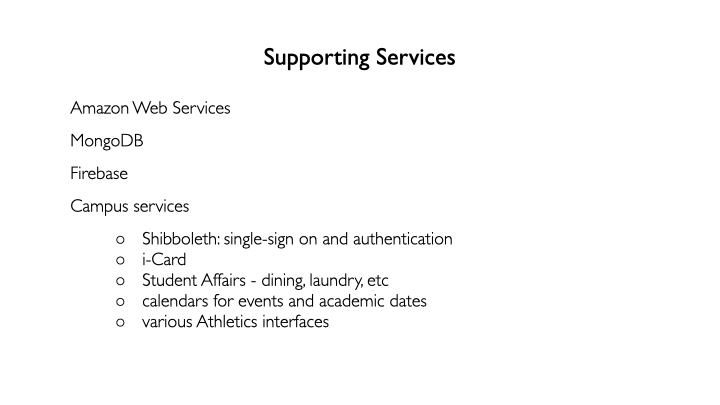 Supporting Services
Amazon Web Services
MongoDB
Firebase
Campus services
○ Shibboleth: single-sign on and authentication
○ i-Card
○ Student Affairs - dining, laundry, etc
○ calendars for events and academic dates
○ various Athletics interfaces